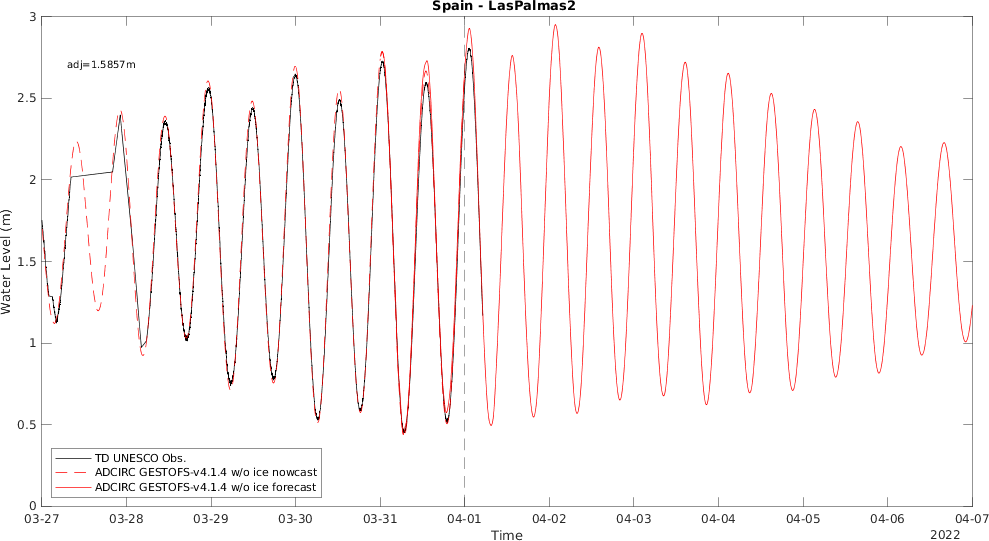 Spain - LasPalmas2
adj=1.5857m
3
2.5
2
1.5
1
0.5
0
Water Level (m)
TD UNESCO Obs.
ADCIRC GESTOFS-v4.1.4 w/o ice nowcast
ADCIRC GESTOFS-v4.1.4 w/o ice forecast
03-27 03-28 03-29 03-30 03-31 04-01 04-02 04-03 04-04 04-05 04-06 04-07
Time
2022